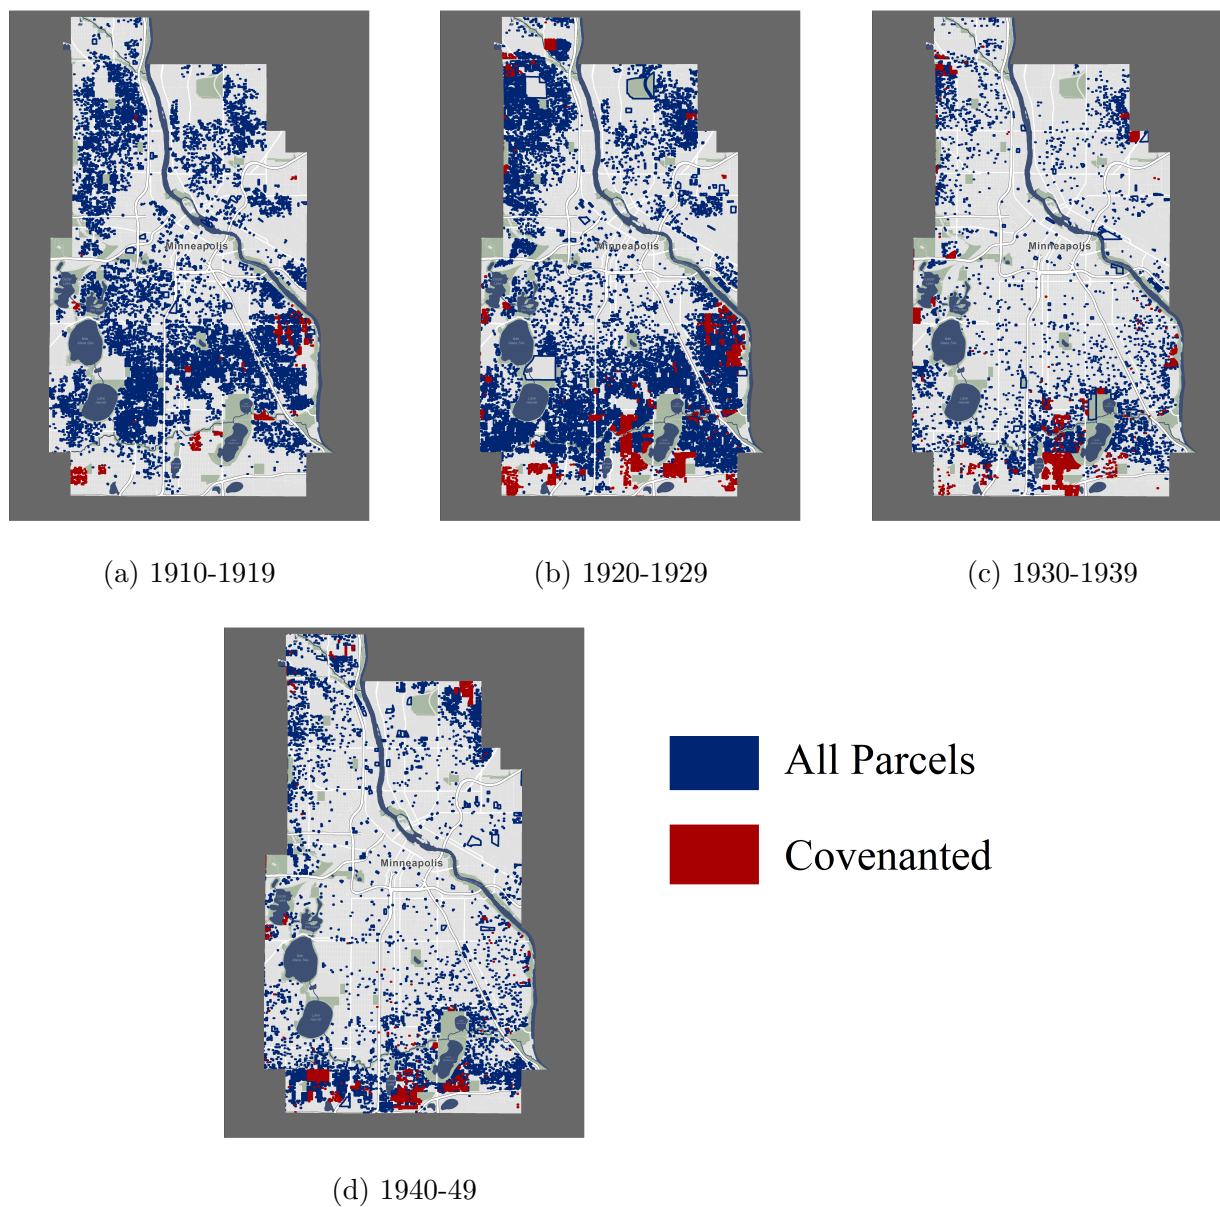 Minneapolis
Minneapolis
Minneapolis
(a) 1910-1919
(b) 1920-1929
(c) 1930-1939
Minneapolis
All Parcels
Covenanted
(d) 1940-49